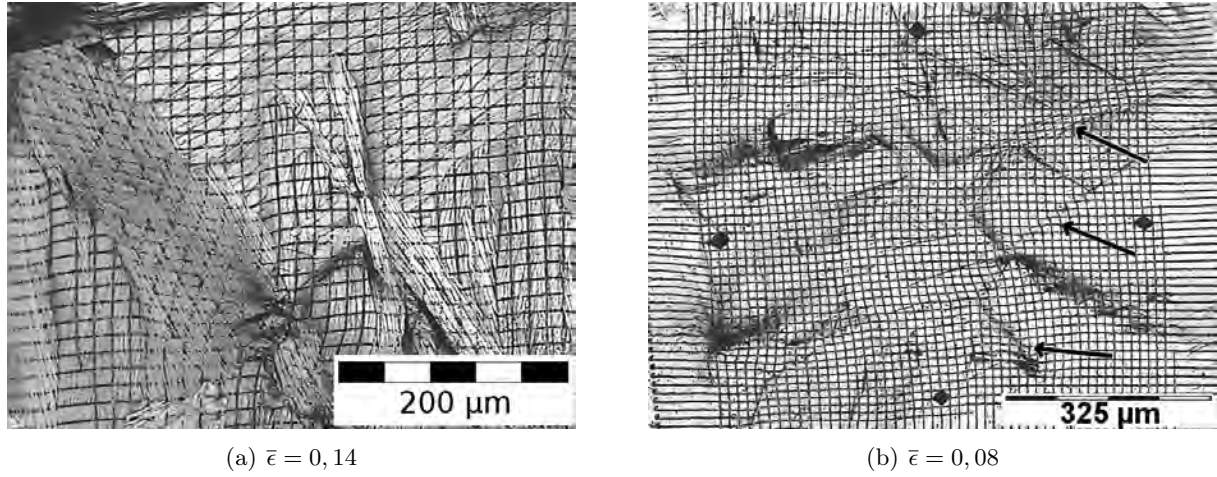 200 μm
325 μm
(a) ε̅ = 0, 14
(b) ε̅ = 0, 08